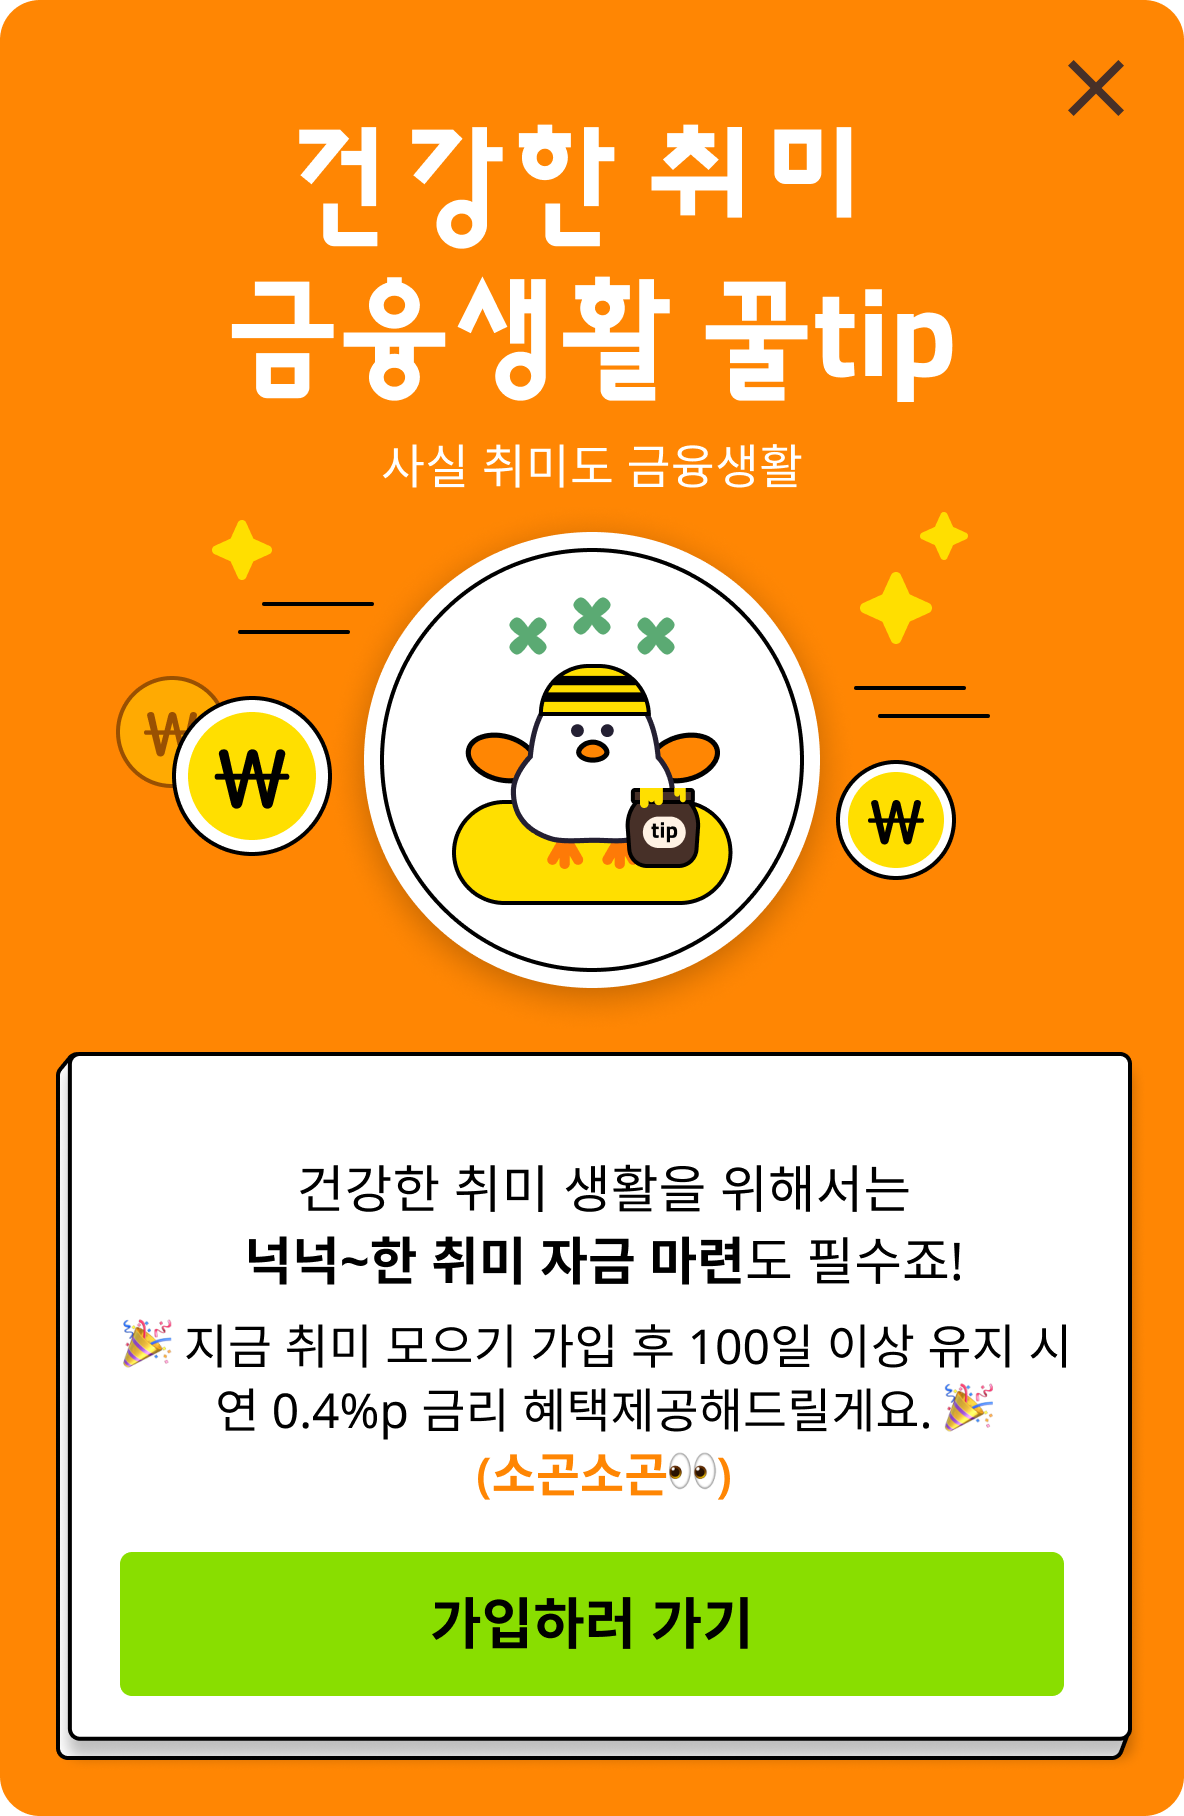 건강한 취미
금융생활 꿀tip
사실 취미도 금융생활
₩
₩
₩
tip
건강한 취미 생활을 위해서는
넉넉~한 취미 자금 마련도 필수죠!
🎉 지금 취미 모으기 가입 후 100일 이상 유지 시
연 0.4%p 금리 혜택제공해드릴게요. 🎉
(소곤소곤👀)
가입하러 가기